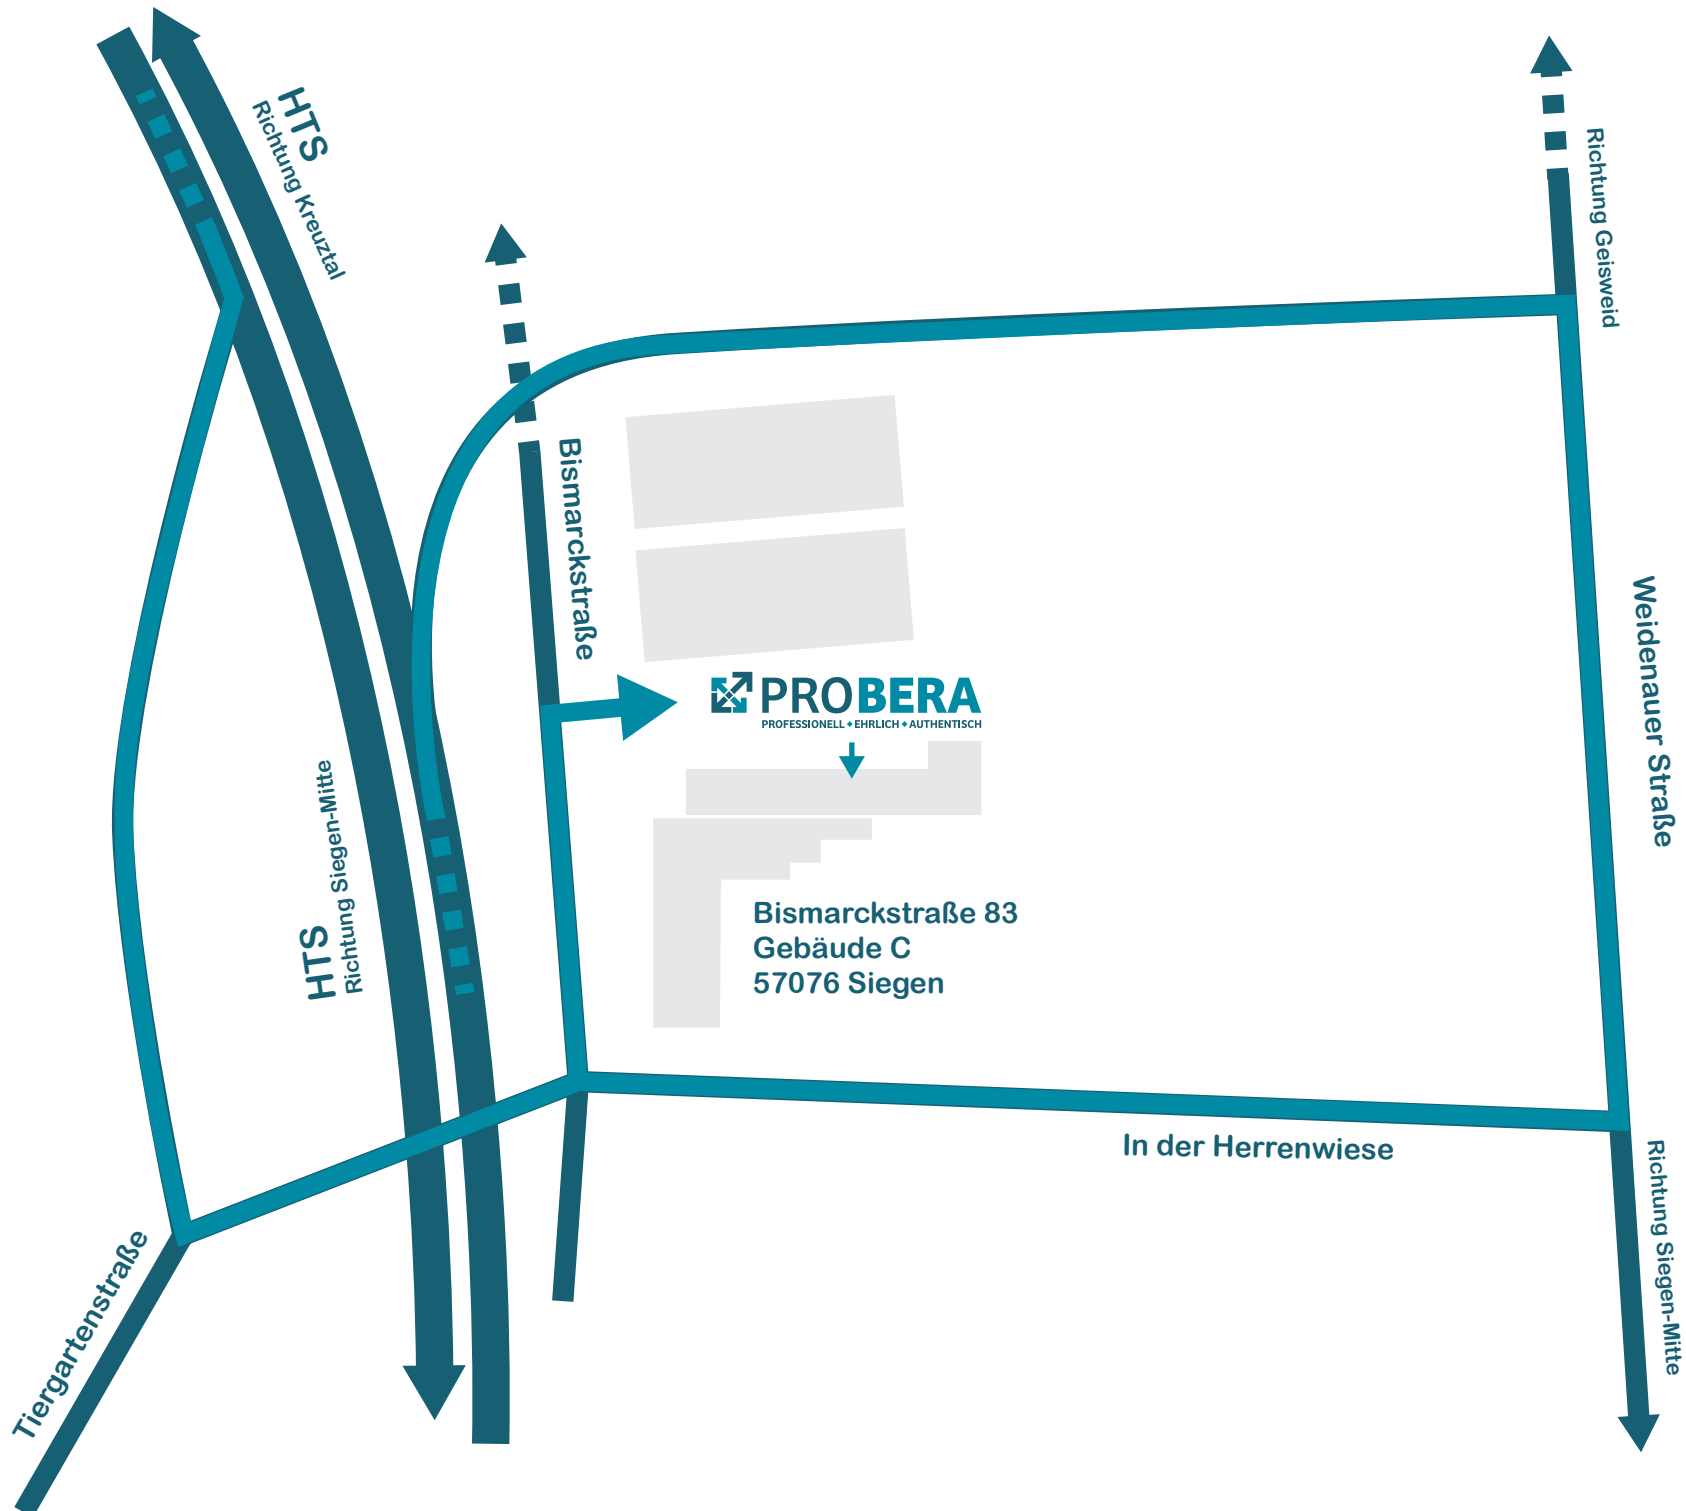 HTS
Richtung Kreuztal
Richtung Geisweid
Bismarckstraße
Weidenauer Straße
PROBERA
PROFESSIONELL ◆ EHRLICH ◆ AUTHENTISCH
HTS
Richtung Siegen-Mitte
Bismarckstraße 83
Gebäude C
57076 Siegen
In der Herrenwiese
Richtung Siegen-Mitte
Tiergartenstraße